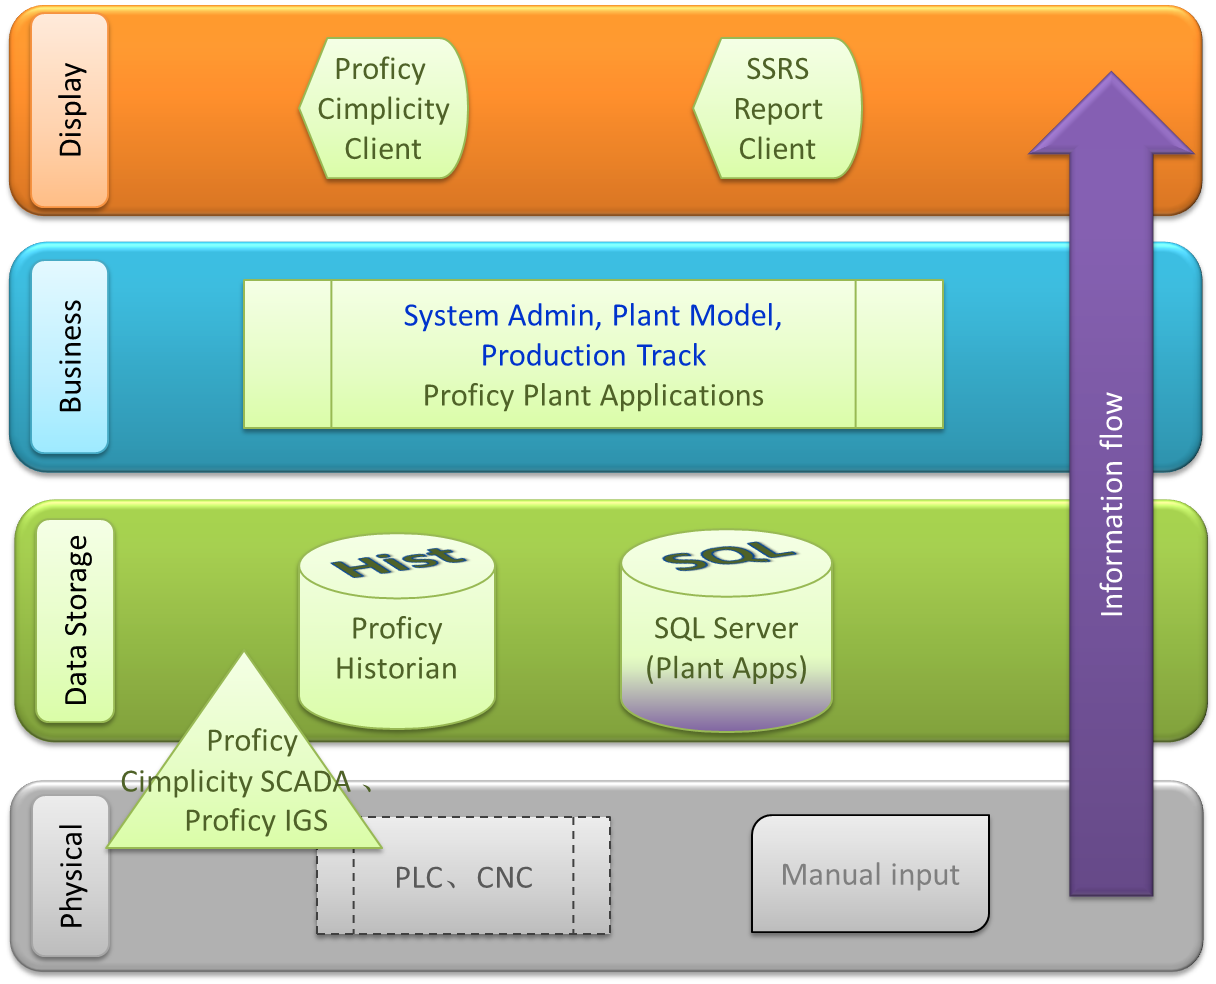 Display
Proficy
Cimplicity
Client
SSRS
Report
Client
Business
System Admin, Plant Model,
Production Track
Proficy Plant Applications
Information flow
Data Storage
Hist
Proficy
Historian
SQL
SQL Server
(Plant Apps)
Proficy
Cimplicity SCADA 、
Proficy IGS
Physical
PLC、CNC
Manual input